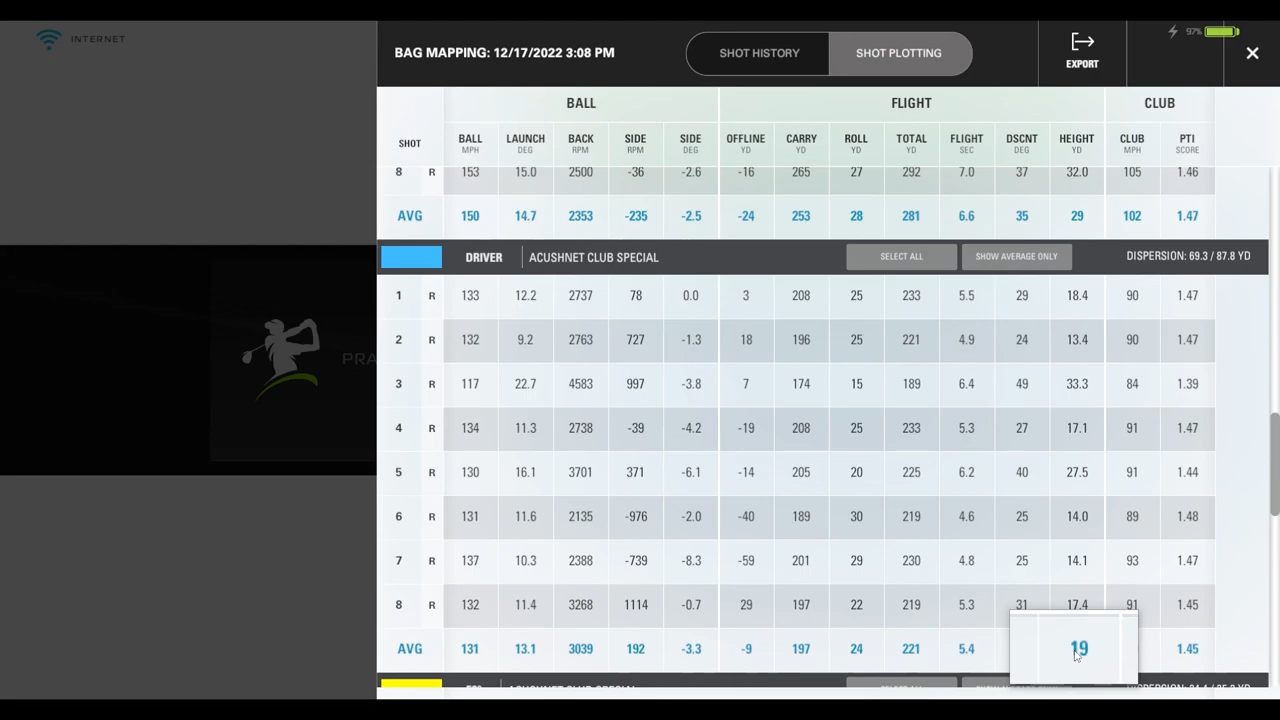 INTERNET
BAG MAPPING: 12/17/2022 3:08 PM SHOT HISTORY SHOT PLOTTING EXPORT 97%
BALL FLIGHT CLUB
SHOT BALL MPH LAUNCH DEG BACK RPM SIDE RPM SIDE DEG OFFLINE YD CARRY YD ROLL YD TOTAL YD FLIGHT SEC DSCNT DEG HEIGHT YD CLUB MPH PTI SCORE
8 R 153 15.0 2500 -36 -2.6 -16 265 27 292 7.0 37 32.0 105 1.46
AVG 150 14.7 2353 -235 -2.5 -24 253 28 281 6.6 35 29 102 1.47
DRIVER ACUSHNET CLUB SPECIAL SELECT ALL SHOW AVERAGE ONLY DISPERSION: 69.3 / 87.8 YD
1 R 133 12.2 2737 78 0.0 3 208 25 233 5.5 29 18.4 90 1.47
2 R 132 9.2 2763 727 -1.3 18 196 25 221 4.9 24 13.4 90 1.47
3 R 117 22.7 4583 997 -3.8 7 174 15 189 6.4 49 33.3 84 1.39
4 R 134 11.3 2738 -39 -4.2 -19 208 25 233 5.3 27 17.1 91 1.47
5 R 130 16.1 3701 371 -6.1 -14 205 20 225 6.2 40 27.5 91 1.44
6 R 131 11.6 2135 -976 -2.0 -40 189 30 219 4.6 25 14.0 89 1.48
7 R 137 10.3 2388 -739 -8.3 -59 201 29 230 4.8 25 14.1 93 1.47
8 R 132 11.4 3268 1114 -0.7 29 197 22 219 5.3 31 17.4 91 1.45
AVG 131 13.1 3039 192 -3.3 -9 197 24 221 5.4 19 1.45
PRA
ACUSHNET CLUB SPECIAL